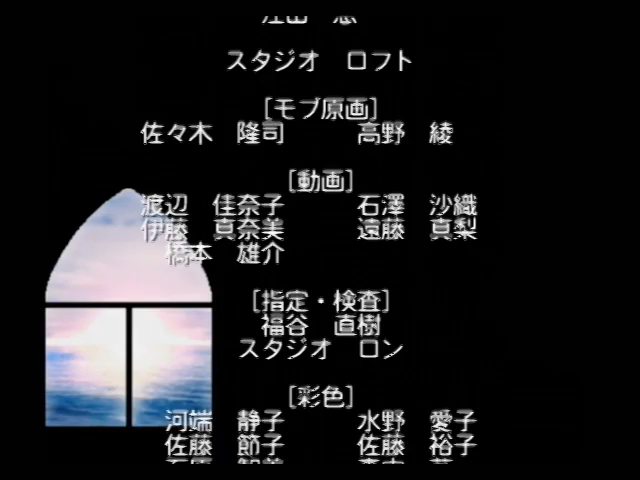 スタジオ　ロフト
[モブ原画]
佐々木　隆司　　　高野　綾
[動画]
渡辺　佳奈子　　　石澤　沙織
伊藤　真奈美　　　遠藤　真梨
橋本　雄介
[指定・検査]
福谷　直樹
スタジオ　ロン
[彩色]
河端　静子　　　水野　愛子
佐藤　節子　　　佐藤　裕子